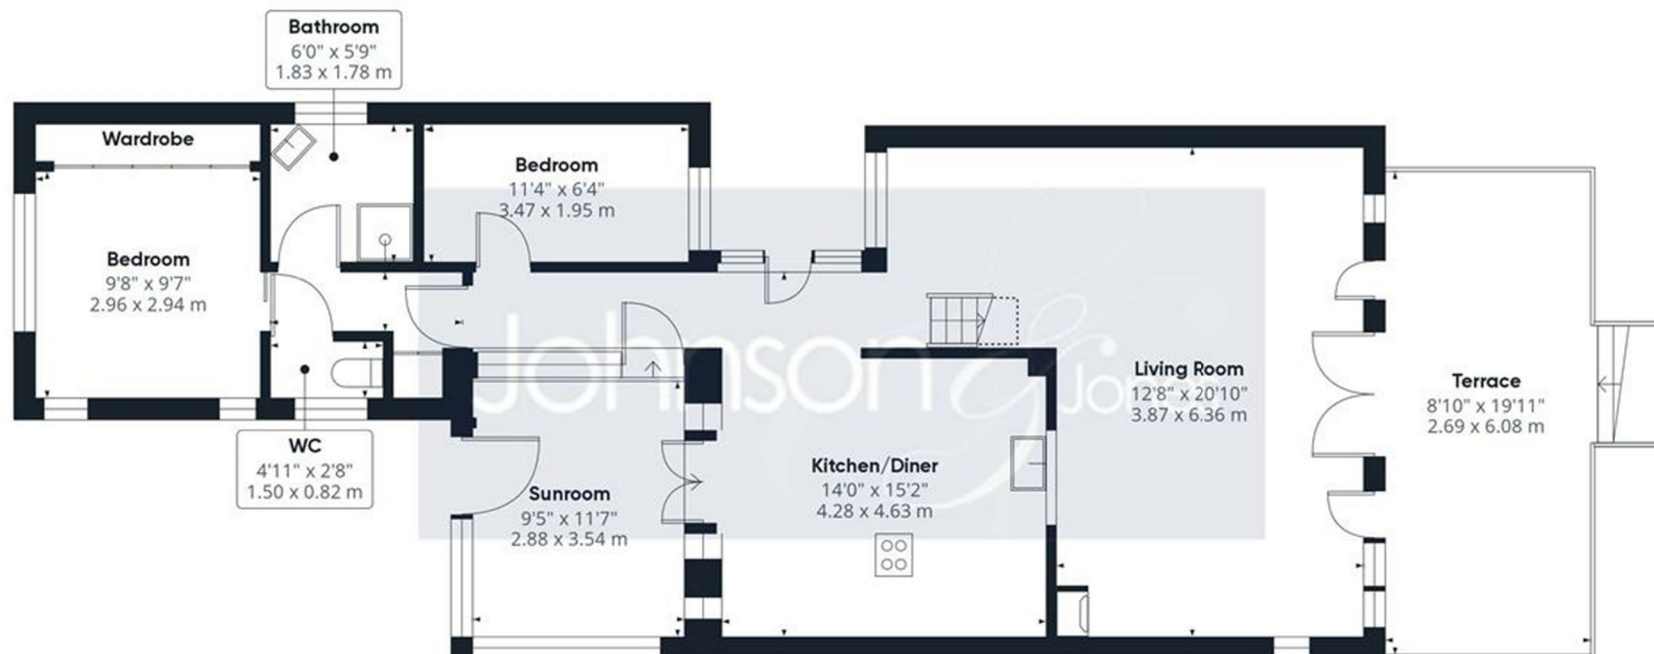 Bathroom
6'0" x 5'9"
1.83 x 1.78 m
Wardrobe
Bedroom
11'4" x 6'4"
3.47 x 1.95 m
Bedroom
9'8" x 9'7"
2.96 x 2.94 m
WC
4'11" x 2'8"
1.50 x 0.82 m
Sunroom
9'5" x 11'7"
2.88 x 3.54 m
Kitchen/Diner
14'0" x 15'2"
4.28 x 4.63 m
Living Room
12'8" x 20'10"
3.87 x 6.36 m
Terrace
8'10" x 19'11"
2.69 x 6.08 m
Johnson & Jones